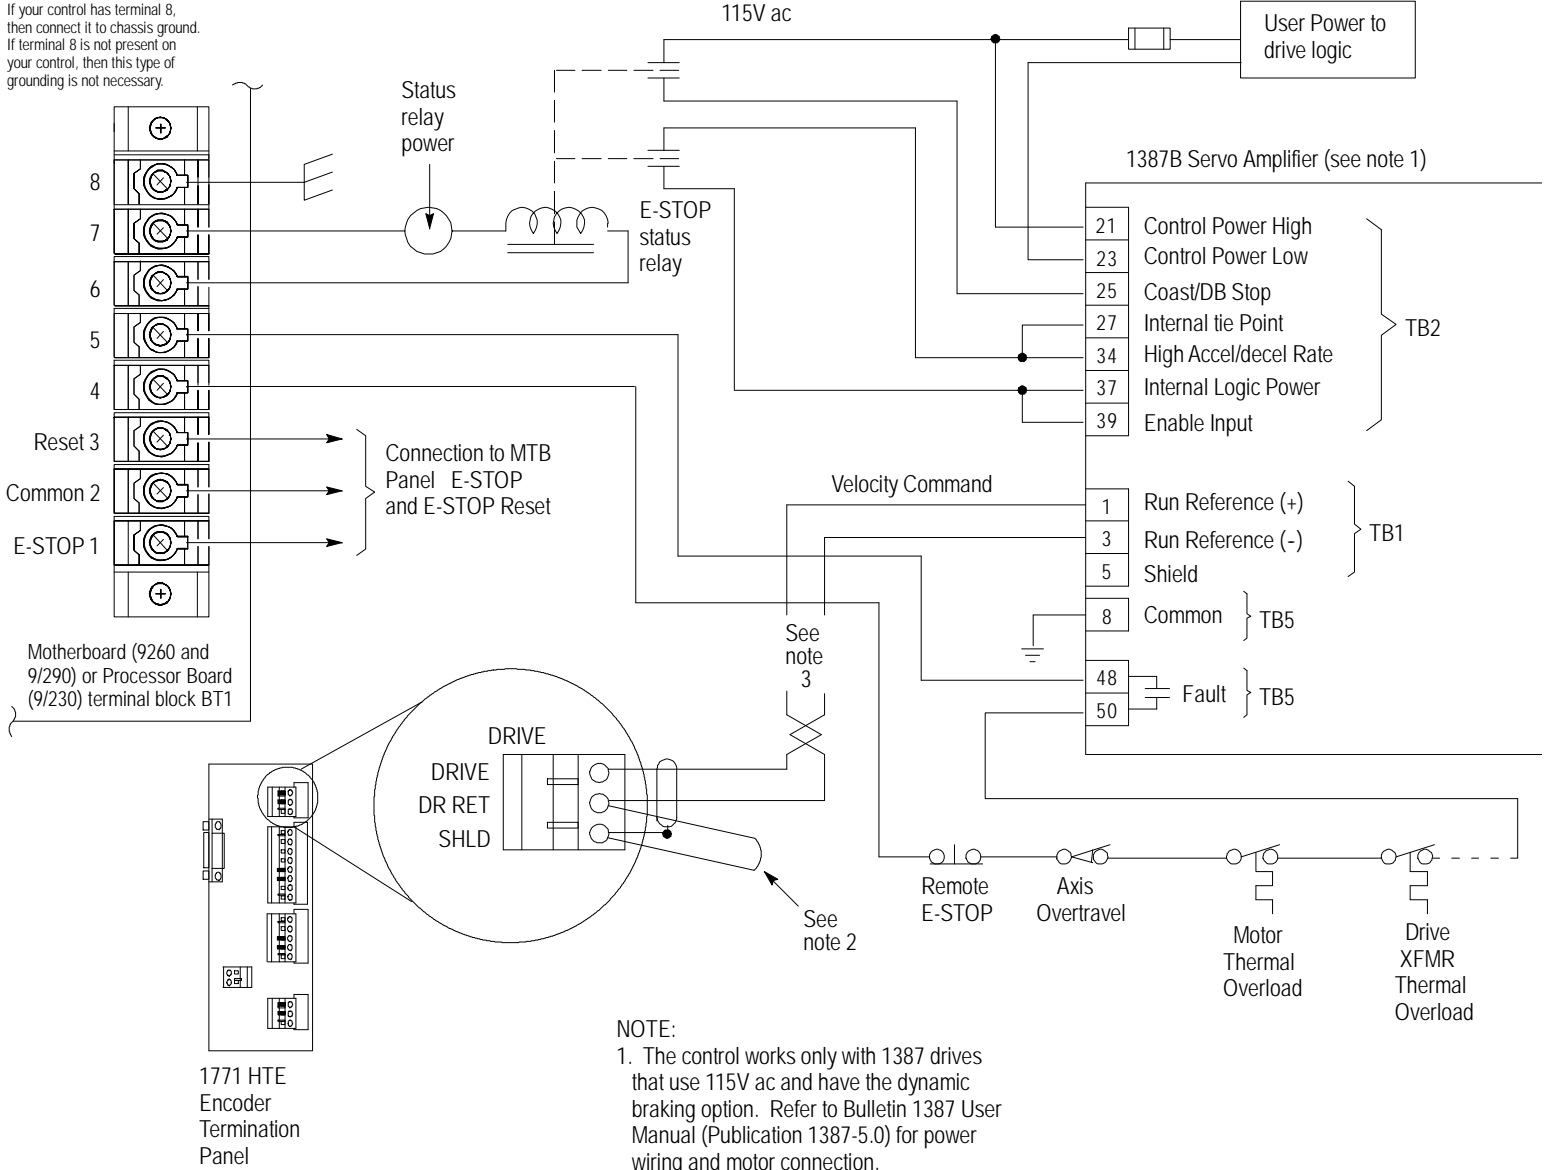 If your control has terminal 8,
then connect it to chassis ground.
If terminal 8 is not present on
your control, then this type of
grounding is not necessary.
115V ac
User Power to
drive logic
Status
relay
power
8
7
6
5
4
Reset 3
Common 2
E-STOP 1
E-STOP
status
relay
1387B Servo Amplifier (see note 1)
21 Control Power High
23 Control Power Low
25 Coast/DB Stop
27 Internal tie Point
34 High Accel/decel Rate
37 Internal Logic Power
39 Enable Input
TB2
Connection to MTB
Panel E-STOP
and E-STOP Reset
Velocity Command
1 Run Reference (+)
3 Run Reference (-)
5 Shield
TB1
8 Common
TB5
48
50
Fault
TB5
Motherboard (9260 and
9/290) or Processor Board
(9/230) terminal block BT1
See
note
3
DRIVE
DRIVE
DR RET
SHLD
See
note 2
Remote
E-STOP
Axis
Overtravel
Motor
Thermal
Overload
Drive
XFMR
Thermal
Overload
1771 HTE
Encoder
Termination
Panel
NOTE:
1. The control works only with 1387 drives
that use 115V ac and have the dynamic
braking option. Refer to Bulletin 1387 User
Manual (Publication 1387-5.0) for power
wiring and motor connection.